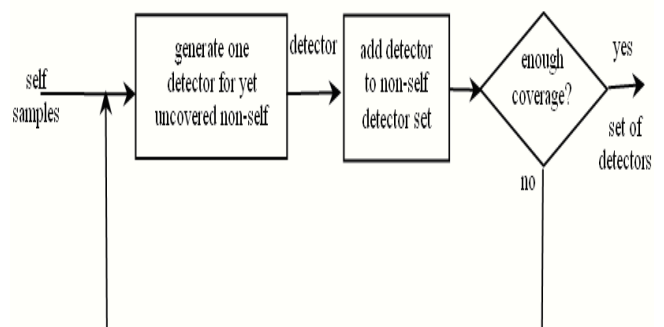 self
samples
generate one
detector for yet
uncovered non-self
detector
add detector
to non-self
detector set
enough
coverage?
yes
set of
detectors
no